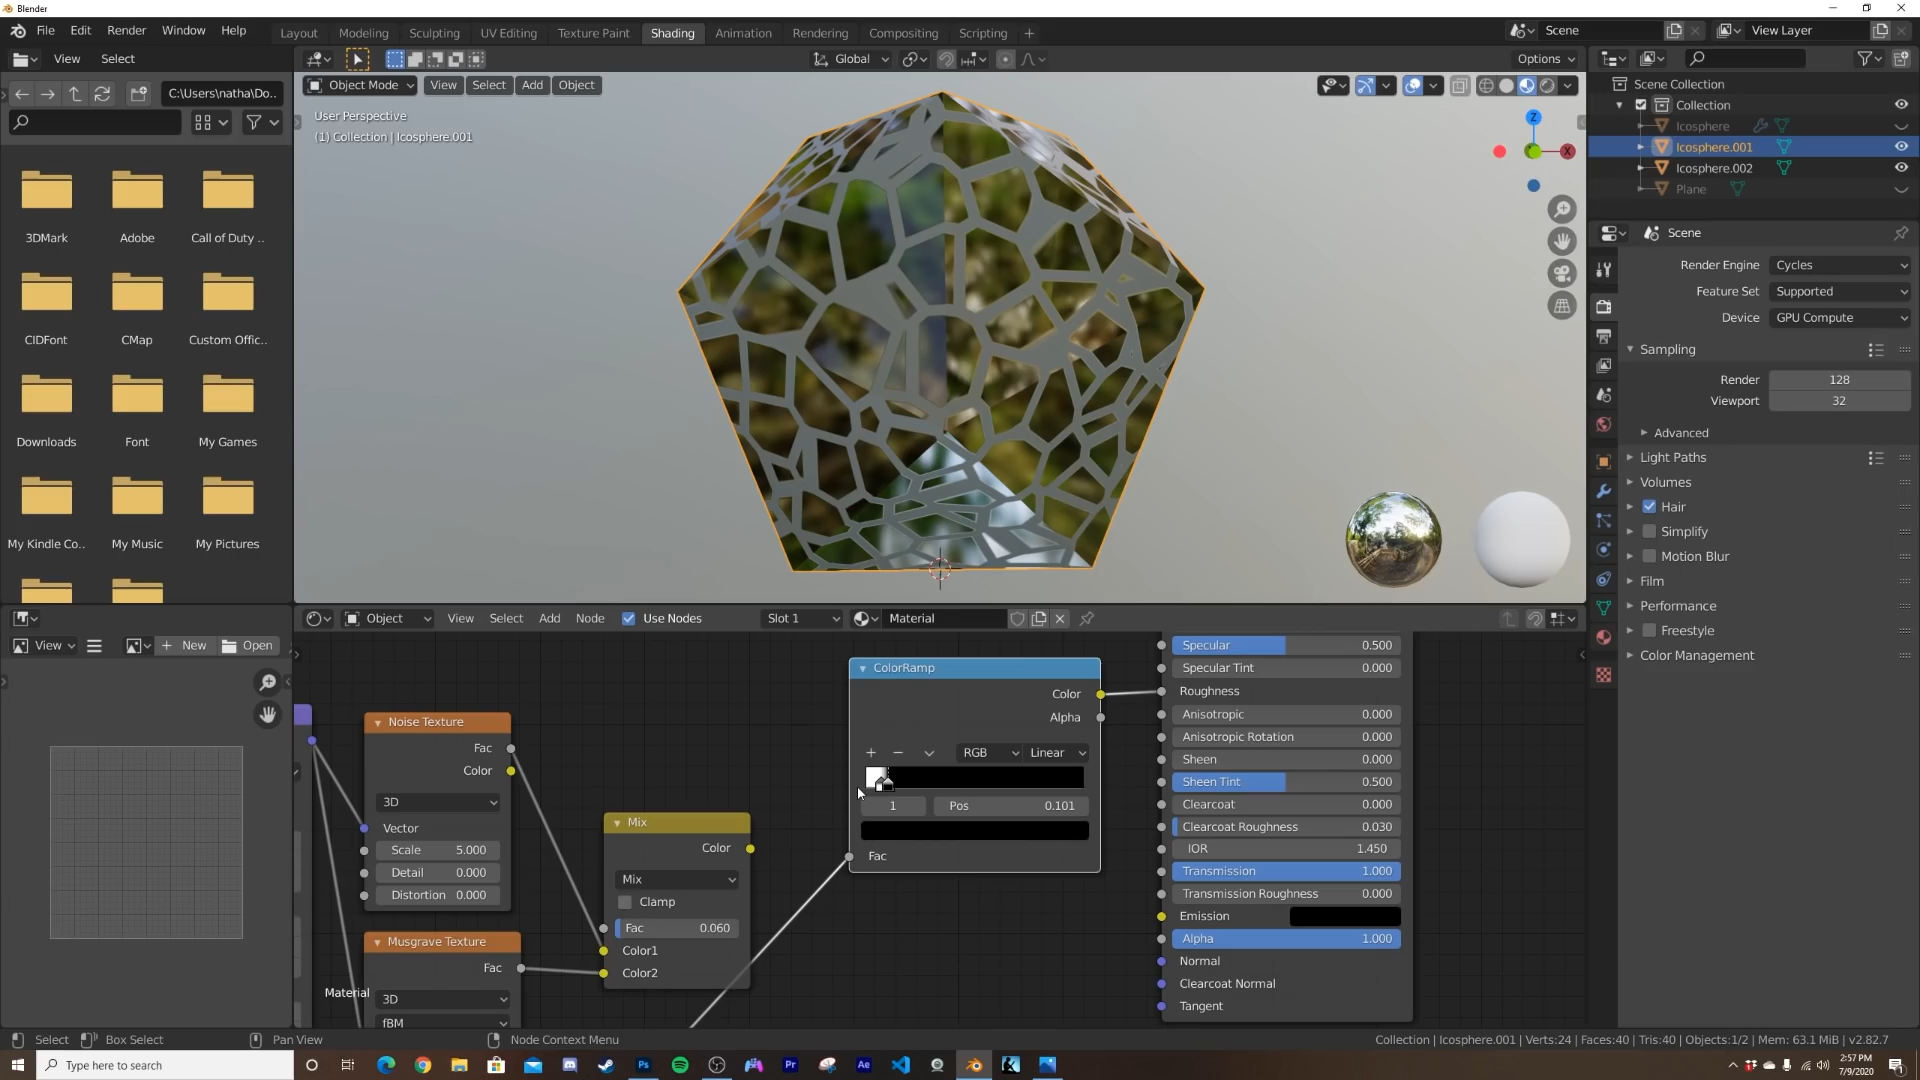 Blender
File Edit Render Window Help
Layout Modeling Sculpting UV Editing Texture Paint Shading Animation Rendering Compositing Scripting +
Scene
View Layer
View Select
Global
Options
C:\Users\natha\Do..
Object Mode View Select Add Object
User Perspective
(1) Collection | Icosphere.001
Z
X
Scene Collection
Collection
Icosphere
Icosphere.001
Icosphere.002
Plane
Scene
Render Engine Cycles
Feature Set Supported
Device GPU Compute
Sampling
Render 128
Viewport 32
Advanced
Light Paths
Volumes
Hair
Simplify
Motion Blur
Film
Performance
Freestyle
Color Management
3DMark Adobe Call of Duty ..
CIDFont CMap Custom Offic..
Downloads Font My Games
My Kindle Co.. My Music My Pictures
View New Open
Object View Select Add Node Use Nodes Slot 1 Material
Noise Texture
Fac
Color
3D
Vector
Scale 5.000
Detail 0.000
Distortion 0.000
Musgrave Texture
Fac
3D
fBM
Material
Mix
Color
Mix
Clamp
Fac 0.060
Color1
Color2
ColorRamp
Color
Alpha
+ − RGB Linear
1 Pos 0.101
Fac
Specular 0.500
Specular Tint 0.000
Roughness
Anisotropic 0.000
Anisotropic Rotation 0.000
Sheen 0.000
Sheen Tint 0.500
Clearcoat 0.000
Clearcoat Roughness 0.030
IOR 1.450
Transmission 1.000
Transmission Roughness 0.000
Emission
Alpha 1.000
Normal
Clearcoat Normal
Tangent
Select Box Select Pan View Node Context Menu
Collection | Icosphere.001 | Verts:24 | Faces:40 | Tris:40 | Objects:1/2 | Mem: 63.1 MiB | v2.82.7
Type here to search
Ps
Pr
Ae
2:57 PM
7/9/2020